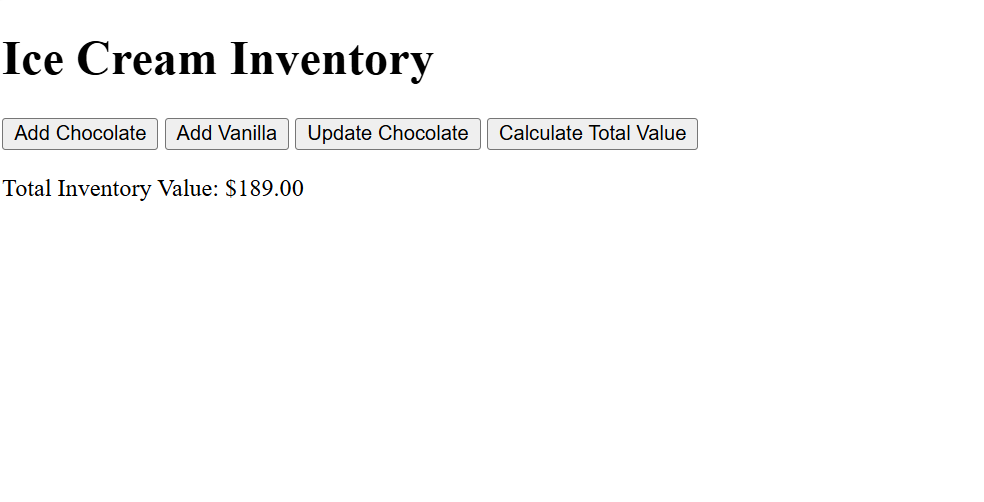 Ice Cream Inventory
Add Chocolate Add Vanilla Update Chocolate Calculate Total Value
Total Inventory Value: $189.00